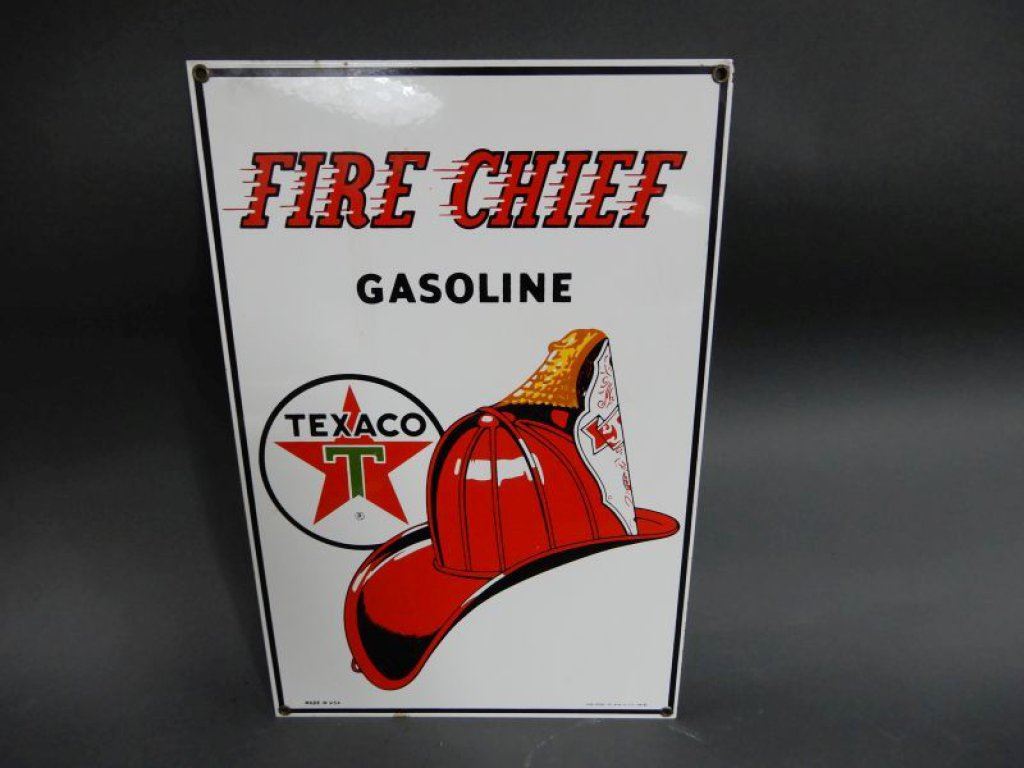 FIRE CHIEF
GASOLINE
TEXACO
T
®
MADE IN U.S.A.